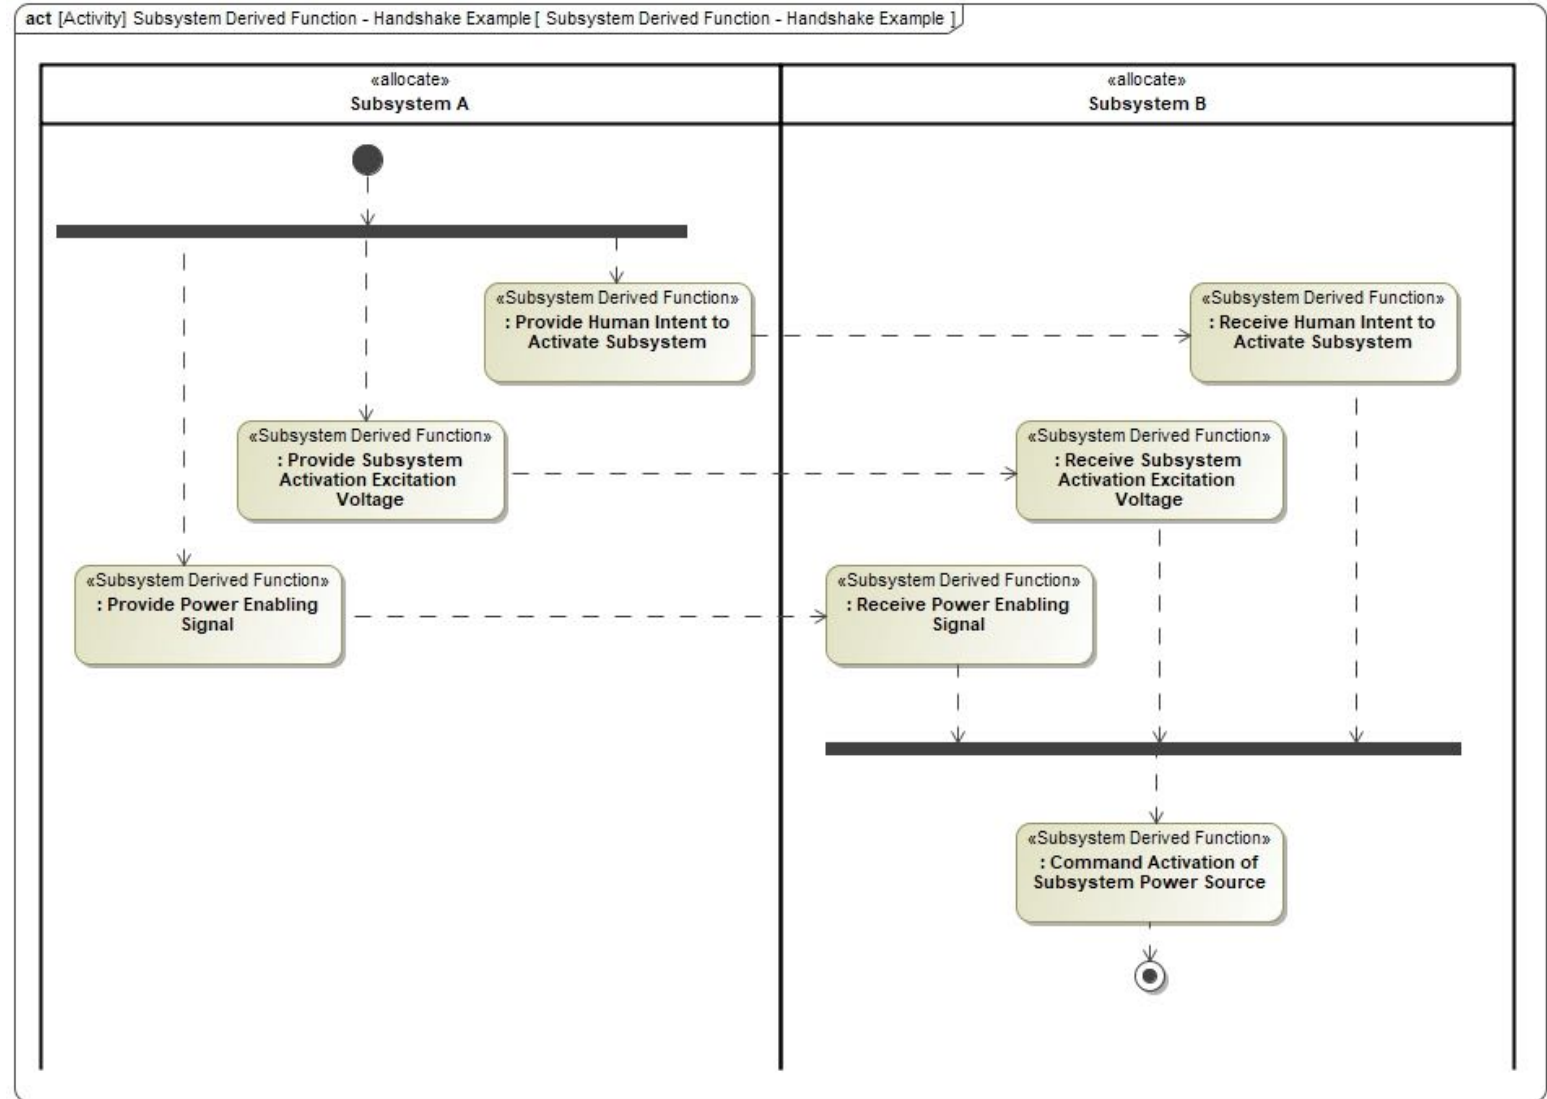 act [Activity] Subsystem Derived Function - Handshake Example [ Subsystem Derived Function - Handshake Example ]
«allocate»
Subsystem A
«allocate»
Subsystem B
«Subsystem Derived Function»
: Provide Human Intent to
Activate Subsystem
«Subsystem Derived Function»
: Receive Human Intent to
Activate Subsystem
«Subsystem Derived Function»
: Provide Subsystem
Activation Excitation
Voltage
«Subsystem Derived Function»
: Receive Subsystem
Activation Excitation
Voltage
«Subsystem Derived Function»
: Provide Power Enabling
Signal
«Subsystem Derived Function»
: Receive Power Enabling
Signal
«Subsystem Derived Function»
: Command Activation of
Subsystem Power Source